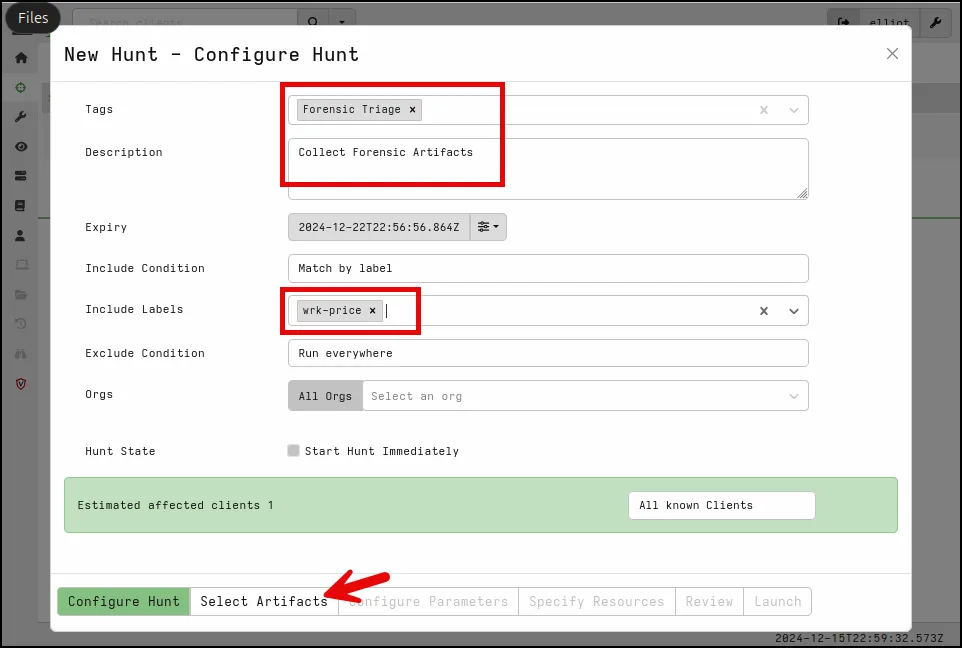 Files
Search clients
elliot
New Hunt - Configure Hunt
Tags
Forensic Triage ×
Description
Collect Forensic Artifacts
Expiry
2024-12-22T22:56:56.864Z
Include Condition
Match by label
Include Labels
wrk-price ×
Exclude Condition
Run everywhere
Orgs
All Orgs
Select an org
Hunt State
Start Hunt Immediately
Estimated affected clients 1
All known Clients
Configure Hunt
Select Artifacts
onfigure Parameters
Specify Resources
Review
Launch
2024-12-15T22:59:32.573Z